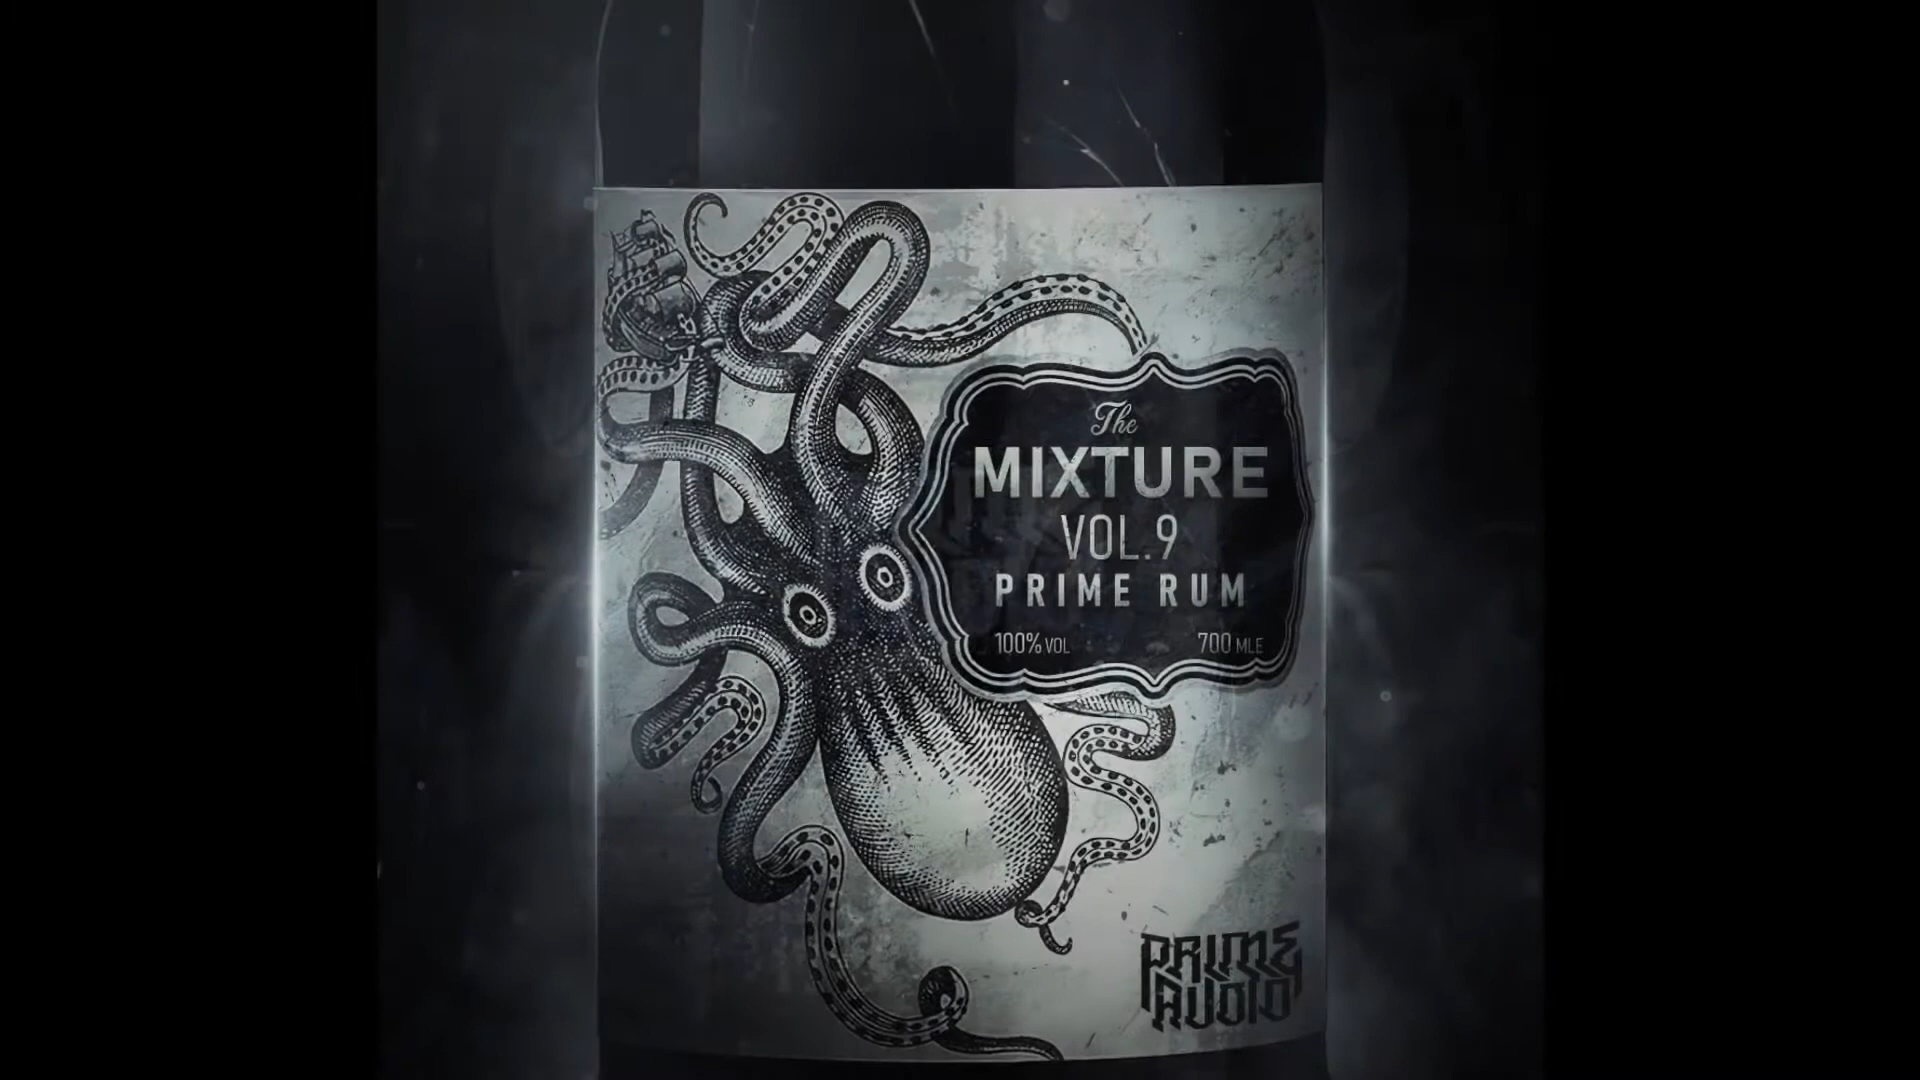 The
MIXTURE
VOL.9
PRIME RUM
100% VOL 700 MLE
PRIME
AUDIO